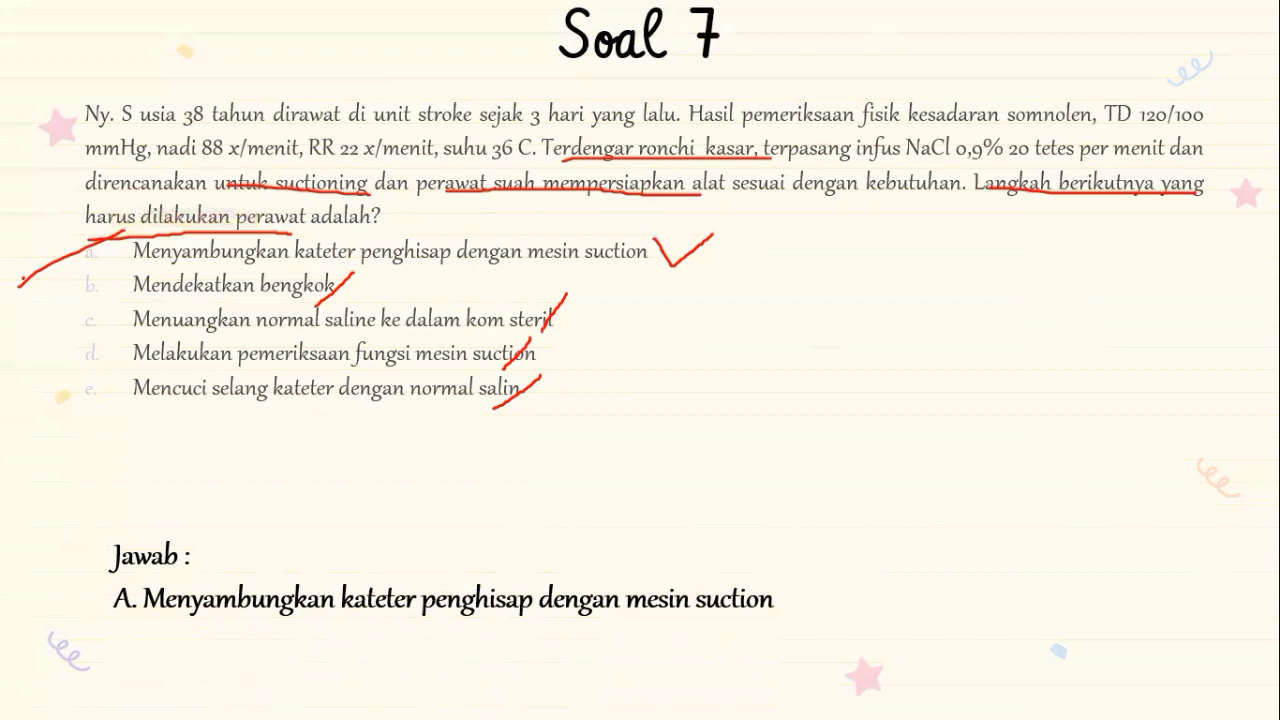 Soal 7
Ny. S usia 38 tahun dirawat di unit stroke sejak 3 hari yang lalu. Hasil pemeriksaan fisik kesadaran somnolen, TD 120/100
mmHg, nadi 88 x/menit, RR 22 x/menit, suhu 36 C. Terdengar ronchi kasar, terpasang infus NaCl 0,9% 20 tetes per menit dan
direncanakan untuk suctioning dan perawat suah mempersiapkan alat sesuai dengan kebutuhan. Langkah berikutnya yang
harus dilakukan perawat adalah?
a. Menyambungkan kateter penghisap dengan mesin suction
b. Mendekatkan bengkok
c. Menuangkan normal saline ke dalam kom steril
d. Melakukan pemeriksaan fungsi mesin suction
e. Mencuci selang kateter dengan normal salin
Jawab :
A. Menyambungkan kateter penghisap dengan mesin suction